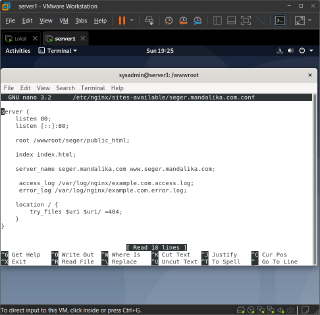 server1 - VMware Workstation
File Edit View VM Tabs Help
Local server1
Activities Terminal Sun 19:25
sysadmin@server1: /wwwroot
File Edit View Search Terminal Help
GNU nano 3.2 /etc/nginx/sites-available/seger.mandalika.com.conf
server {
listen 80;
listen [::]:80;
root /wwwroot/seger/public_html;
index index.html;
server_name seger.mandalika.com www.seger.mandalika.com;
access_log /var/log/nginx/example.com.access.log;
error_log /var/log/nginx/example.com.error.log;
location / {
try_files $uri $uri/ =404;
}
}
[ Read 18 lines ]
^G Get Help ^O Write Out ^W Where Is ^K Cut Text ^J Justify ^C Cur Pos
^X Exit ^R Read File ^\ Replace ^U Uncut Text ^T To Spell ^_ Go To Line
To direct input to this VM, click inside or press Ctrl+G.